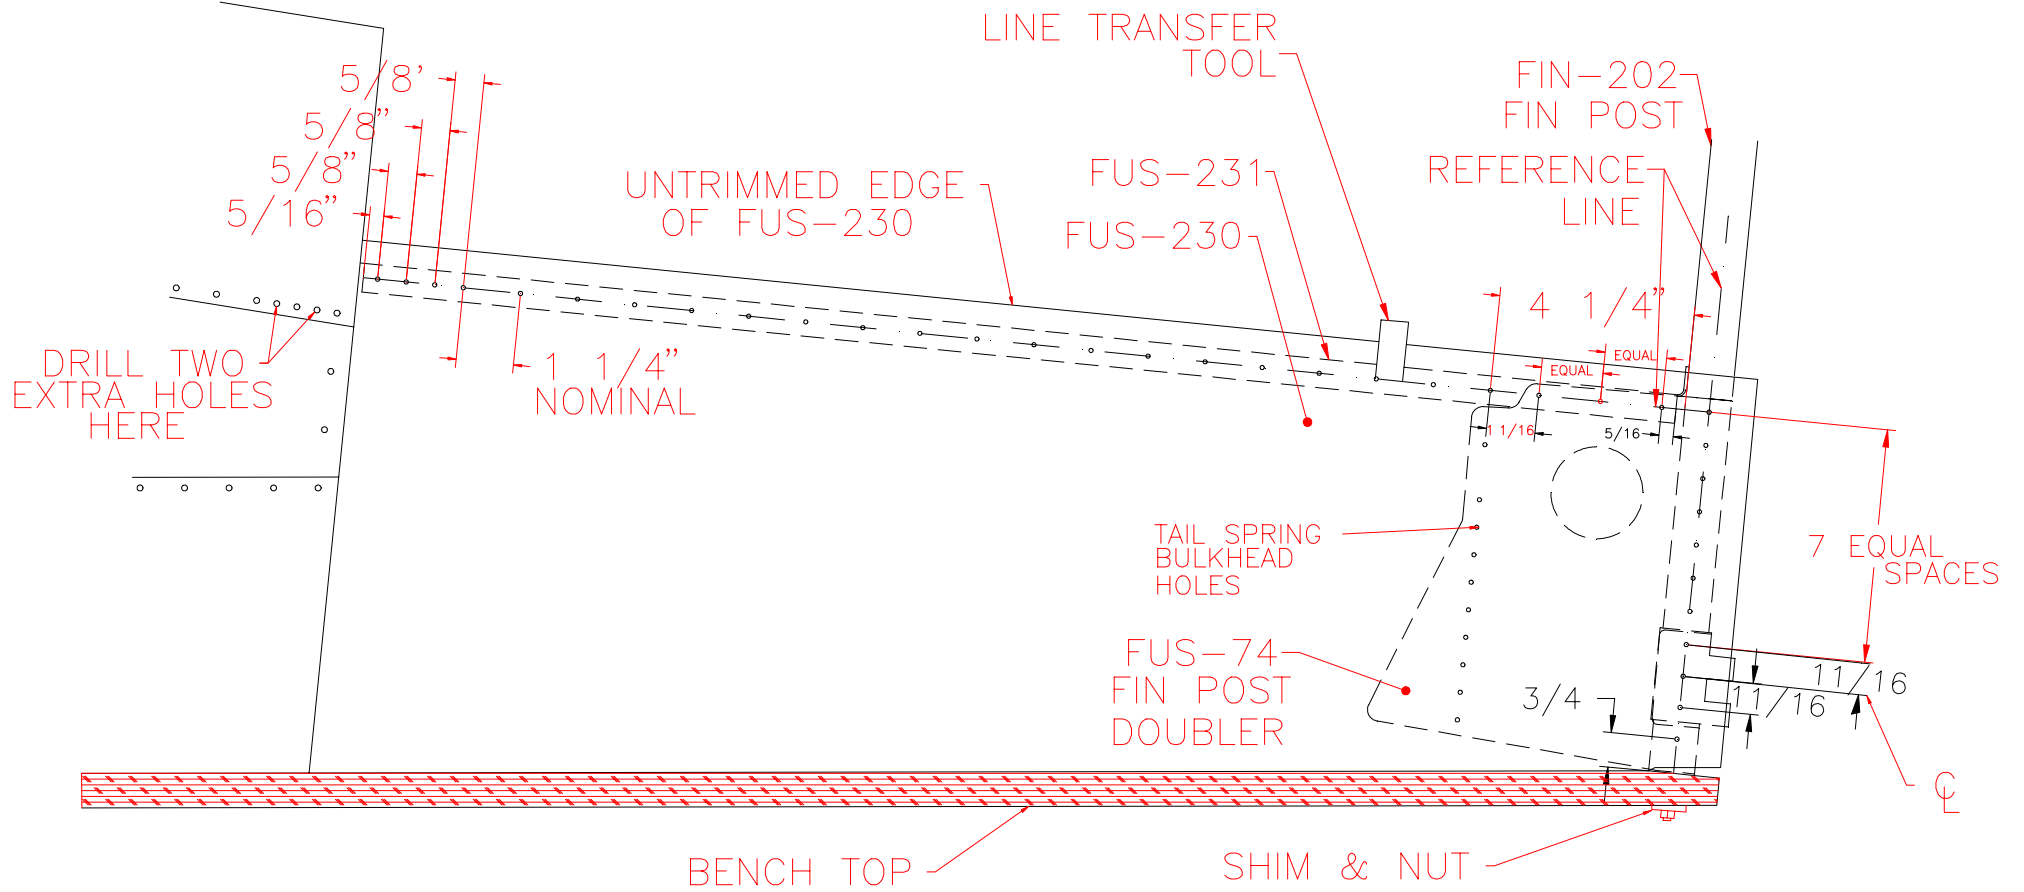 LINE TRANSFER
TOOL
5/8'
5/8"
5/8"
5/16"
FIN-202
FIN POST
UNTRIMMED EDGE
OF FUS-230
FUS-231
FUS-230
REFERENCE
LINE
4 1/4"
EQUAL
EQUAL
DRILL TWO
EXTRA HOLES
HERE
1 1/4"
NOMINAL
1 1/16
5/16
TAIL SPRING
BULKHEAD
HOLES
7 EQUAL
SPACES
FUS-74
FIN POST
DOUBLER
3/4
11/16
11/16
CL
BENCH TOP
SHIM & NUT